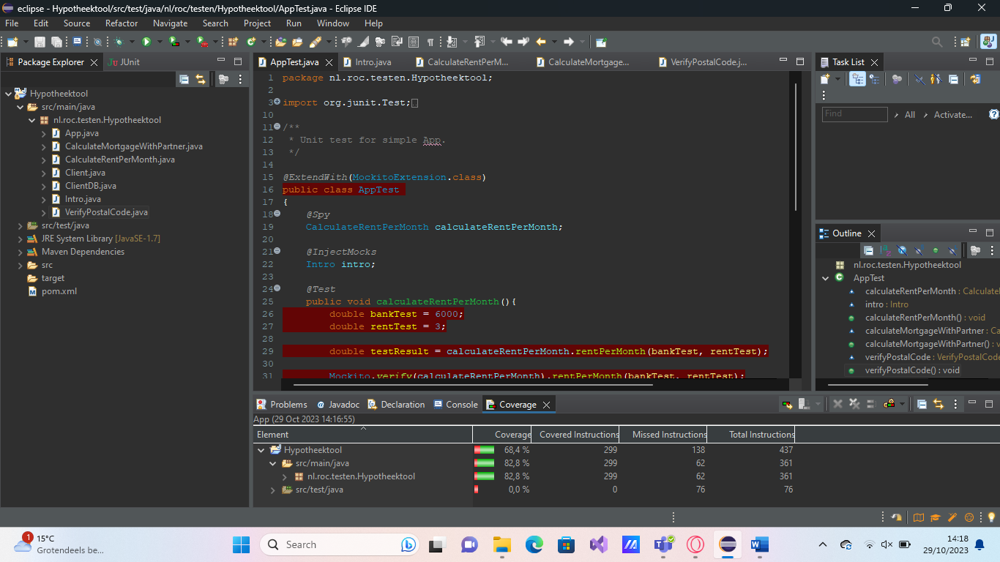 eclipse - Hypotheektool/src/test/java/nl/roc/testen/Hypotheektool/AppTest.java - Eclipse IDE
File Edit Source Refactor Navigate Search Project Run Window Help
Package Explorer
JUnit
Hypotheektool
src/main/java
nl.roc.testen.Hypotheektool
App.java
CalculateMortgageWithPartner.java
CalculateRentPerMonth.java
Client.java
ClientDB.java
Intro.java
VerifyPostalCode.java
src/test/java
JRE System Library [JavaSE-1.7]
Maven Dependencies
src
target
pom.xml
AppTest.java Intro.java CalculateRentPerM... CalculateMortgage... VerifyPostalCode.j...
1 package nl.roc.testen.Hypotheektool;
2
3 import org.junit.Test;
10
11 /**
12 * Unit test for simple App.
13 */
14
15 @ExtendWith(MockitoExtension.class)
16 public class AppTest
17 {
18 @Spy
19 CalculateRentPerMonth calculateRentPerMonth;
20
21 @InjectMocks
22 Intro intro;
23
24 @Test
25 public void calculateRentPerMonth(){
26 double bankTest = 6000;
27 double rentTest = 3;
28
29 double testResult = calculateRentPerMonth.rentPerMonth(bankTest, rentTest);
30
31 Mockito.verify(calculateRentPerMonth).rentPerMonth(bankTest, rentTest);
Task List
Find All Activate...
Outline
nl.roc.testen.Hypotheektool
AppTest
calculateRentPerMonth : Calculatel
intro : Intro
calculateRentPerMonth() : void
calculateMortgageWithPartner : Ca
calculateMortgageWithPartner() : v
verifyPostalCode : VerifyPostalCode
verifyPostalCode() : void
Problems Javadoc Declaration Console Coverage
App (29 Oct 2023 14:16:55)
Element Coverage Covered Instructions Missed Instructions Total Instructions
Hypotheektool 68,4 % 299 138 437
src/main/java 82,8 % 299 62 361
nl.roc.testen.Hypotheektool 82,8 % 299 62 361
src/test/java 0,0 % 0 76 76
1
15°C
Grotendeels be...
Search
14:18
29/10/2023